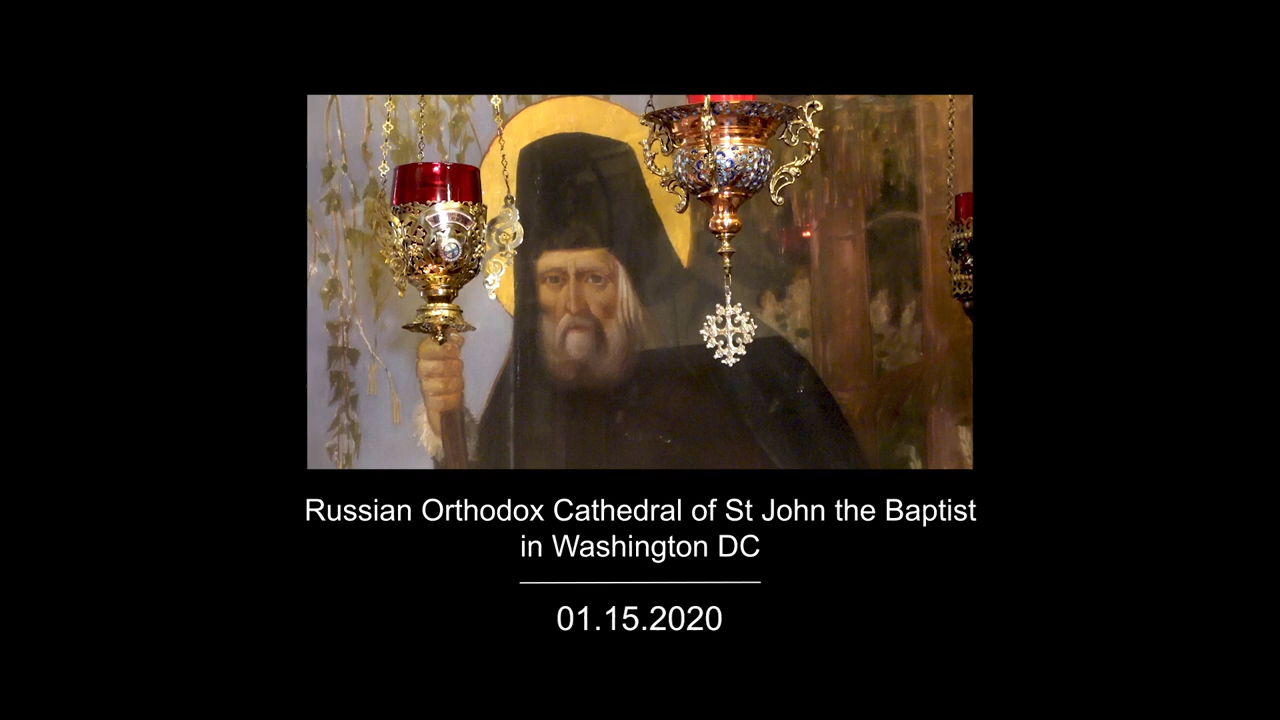 Russian Orthodox Cathedral of St John the Baptist
in Washington DC
01.15.2020